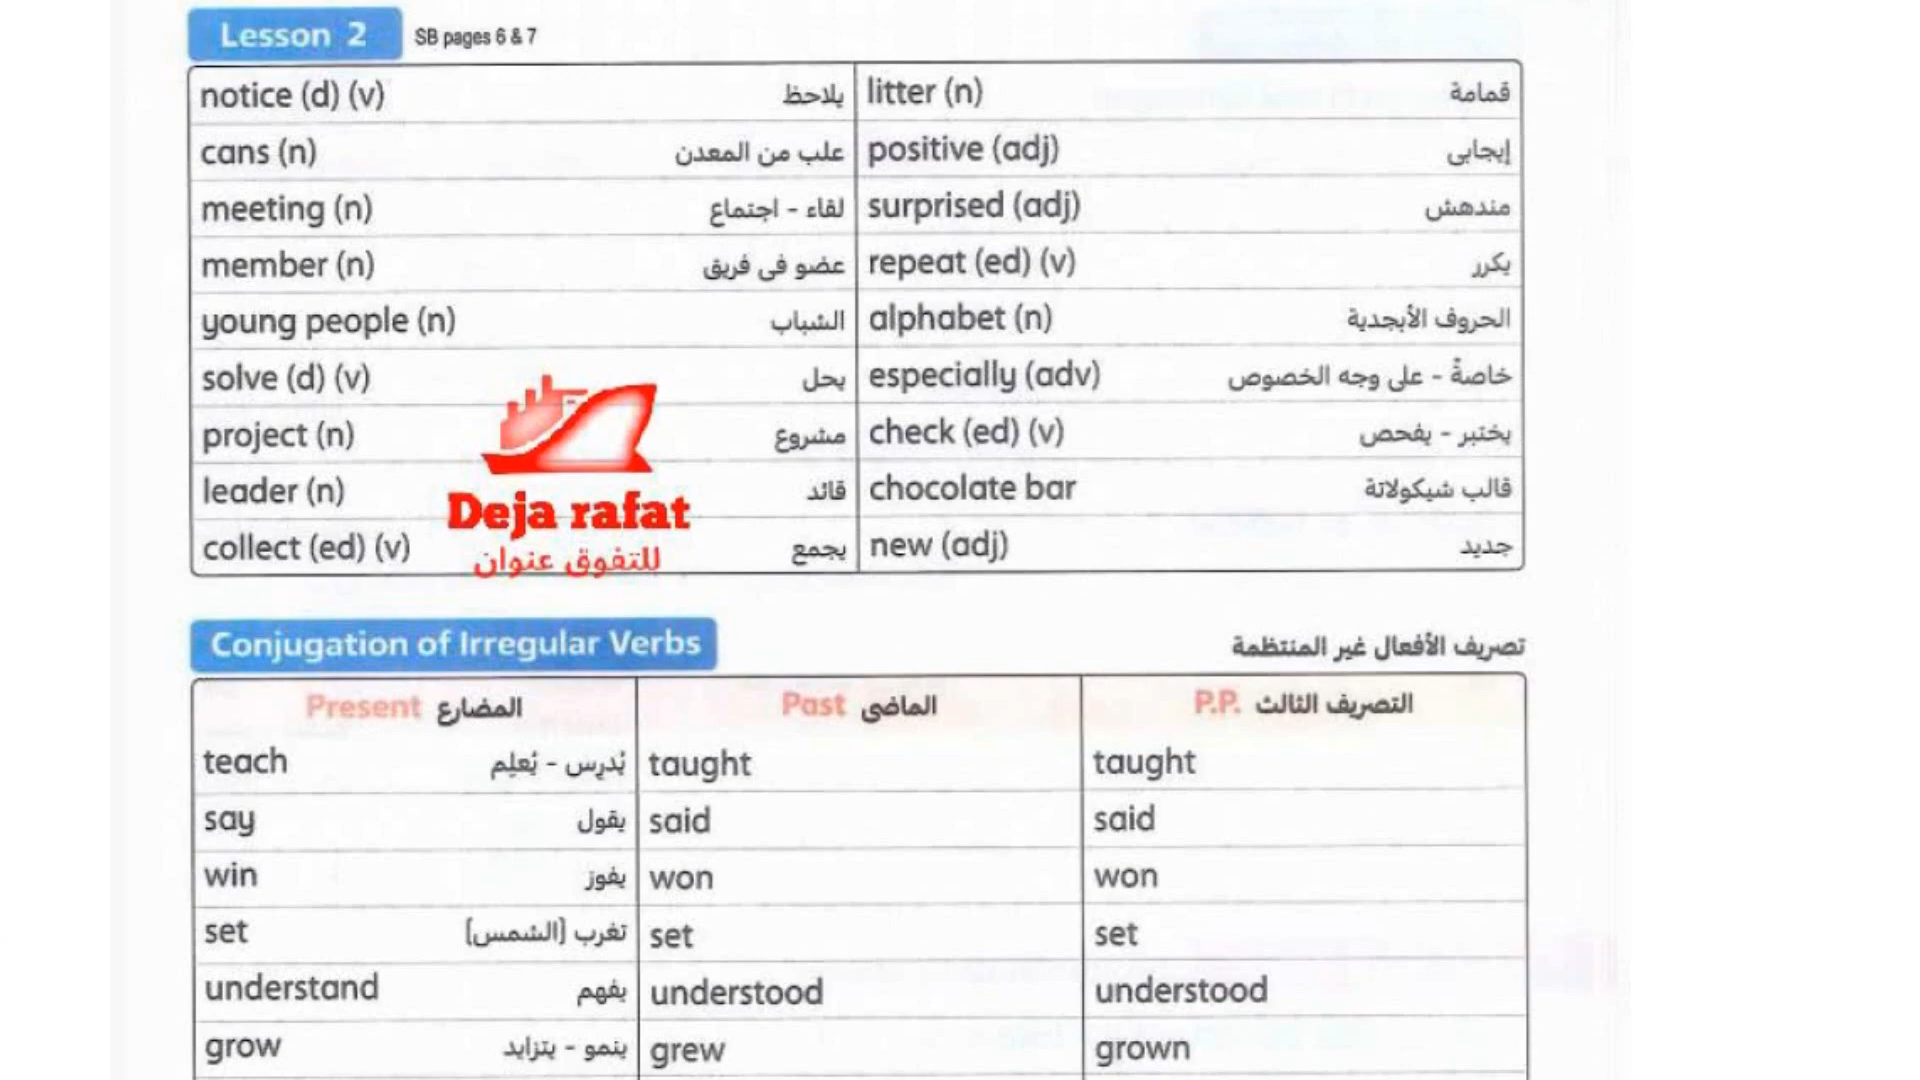 Lesson 2 SB pages 6 & 7
notice (d) (v) يلاحظ litter (n) قمامة
cans (n) علب من المعدن positive (adj) إيجابى
meeting (n) لقاء - اجتماع surprised (adj) مندهش
member (n) عضو فى فريق repeat (ed) (v) يكرر
young people (n) الشباب alphabet (n) الحروف الأبجدية
solve (d) (v) يحل especially (adv) خاصةً - على وجه الخصوص
project (n) مشروع check (ed) (v) يختبر - يفحص
leader (n) قائد chocolate bar قالب شيكولاتة
collect (ed) (v) يجمع new (adj) جديد
Deja rafat
للتفوق عنوان
Conjugation of Irregular Verbs تصريف الأفعال غير المنتظمة
Present المضارع Past الماضى P.P. التصريف الثالث
teach يُدرِس - يُعلِم taught taught
say يقول said said
win يفوز won won
set تغرب (الشمس) set set
understand يفهم understood understood
grow ينمو - يتزايد grew grown